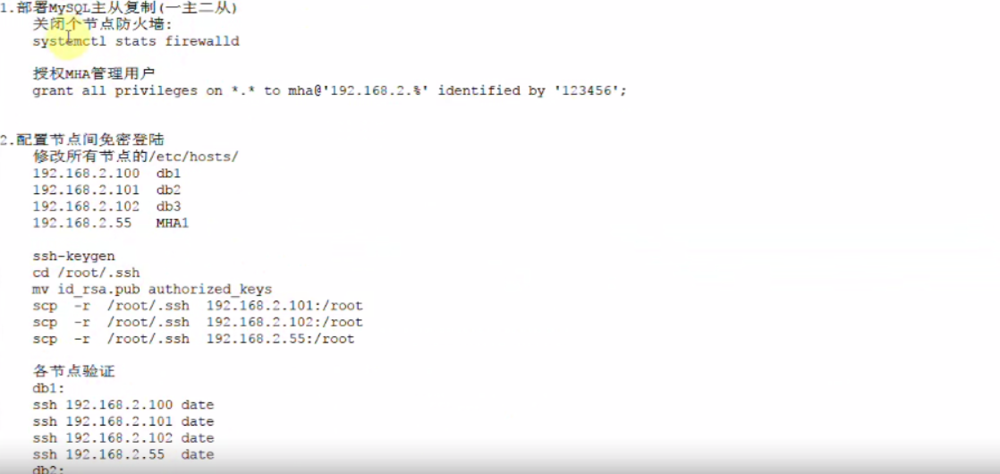 1.部署MySQL主从复制(一主二从)
关闭个节点防火墙:
systemctl stats firewalld
授权MHA管理用户
grant all privileges on *.* to mha@'192.168.2.%' identified by '123456';
2.配置节点间免密登陆
修改所有节点的/etc/hosts/
192.168.2.100 db1
192.168.2.101 db2
192.168.2.102 db3
192.168.2.55 MHA1
ssh-keygen
cd /root/.ssh
mv id_rsa.pub authorized_keys
scp -r /root/.ssh 192.168.2.101:/root
scp -r /root/.ssh 192.168.2.102:/root
scp -r /root/.ssh 192.168.2.55:/root
各节点验证
db1:
ssh 192.168.2.100 date
ssh 192.168.2.101 date
ssh 192.168.2.102 date
ssh 192.168.2.55 date
db2: